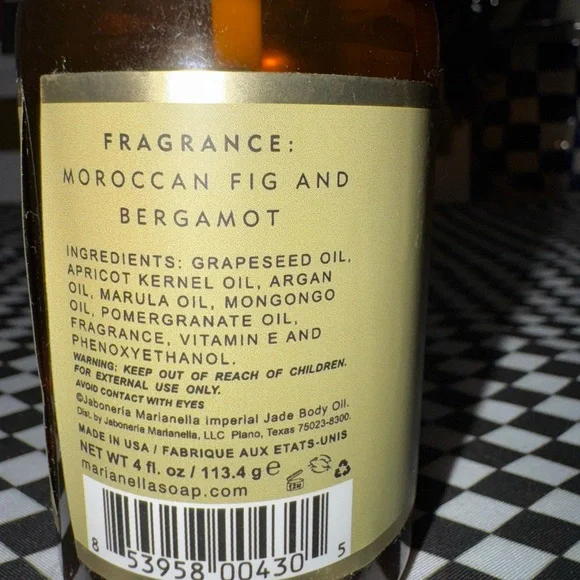 FRAGRANCE:
MOROCCAN FIG AND
BERGAMOT
INGREDIENTS: GRAPESEED OIL,
APRICOT KERNEL OIL, ARGAN
OIL, MARULA OIL, MONGONGO
OIL, POMERGRANATE OIL,
FRAGRANCE, VITAMIN E AND
PHENOXYETHANOL.
WARNING: KEEP OUT OF REACH OF CHILDREN.
FOR EXTERNAL USE ONLY.
AVOID CONTACT WITH EYES
©Jabonería Marianella Imperial Jade Body Oil.
Dist. by Jabonerie Marianella, LLC Plano, Texas 75023-8300.
MADE IN USA / FABRIQUE AUX ETATS-UNIS
NET WT 4 fl. oz / 113.4 g e
marianellasoap.com
8 53958 00430 5